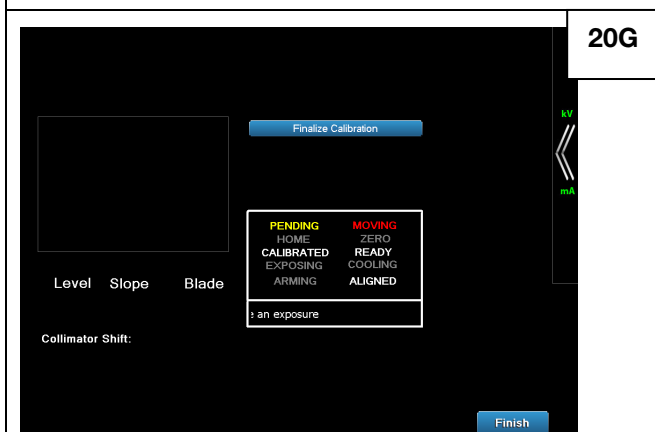 20G
kV
Finalize Calibration
mA
PENDING MOVING
HOME ZERO
CALIBRATED READY
EXPOSING COOLING
ARMING ALIGNED
Level Slope Blade
an exposure
Collimator Shift:
Finish